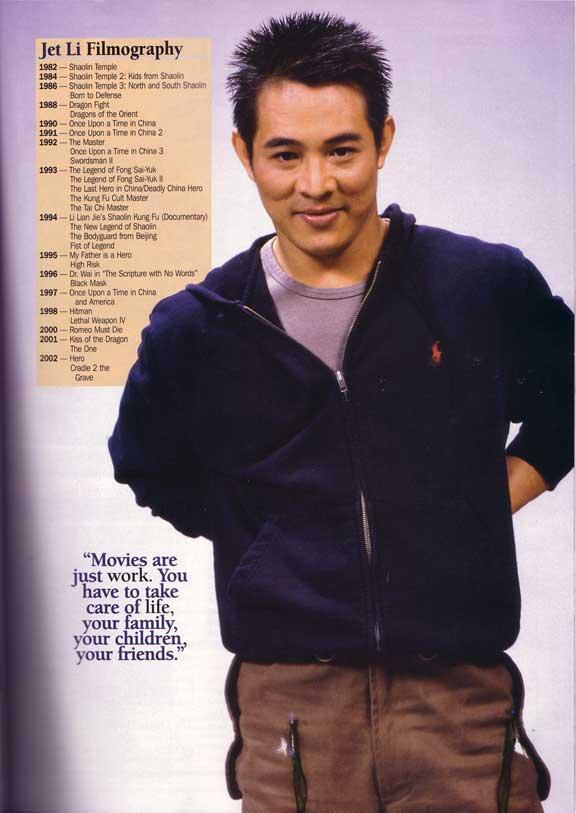 Jet Li Filmography
1982 — Shaolin Temple
1984 — Shaolin Temple 2: Kids from Shaolin
1986 — Shaolin Temple 3: North and South Shaolin
Born to Defense
1988 — Dragon Fight
Dragons of the Orient
1990 — Once Upon a Time in China
1991 — Once Upon a Time in China 2
1992 — The Master
Once Upon a Time in China 3
Swordsman II
1993 — The Legend of Fong Sai-Yuk
The Legend of Fong Sai-Yuk II
The Last Hero in China/Deadly China Hero
The Kung Fu Cult Master
The Tai Chi Master
1994 — Li Lian Jie's Shaolin Kung Fu (Documentary)
The New Legend of Shaolin
The Bodyguard from Beijing
Fist of Legend
1995 — My Father is a Hero
High Risk
1996 — Dr. Wai in "The Scripture with No Words"
Black Mask
1997 — Once Upon a Time in China
and America
1998 — Hitman
Lethal Weapon IV
2000 — Romeo Must Die
2001 — Kiss of the Dragon
The One
2002 — Hero
Cradle 2 the
Grave
“Movies are
just work. You
have to take
care of life,
your family,
your children,
your friends.”